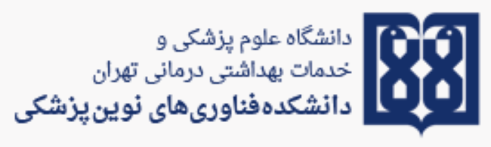 دانشگاه علوم پزشکی و
خدمات بهداشتی درمانی تهران
دانشکده فناوری‌های نوین پزشکی